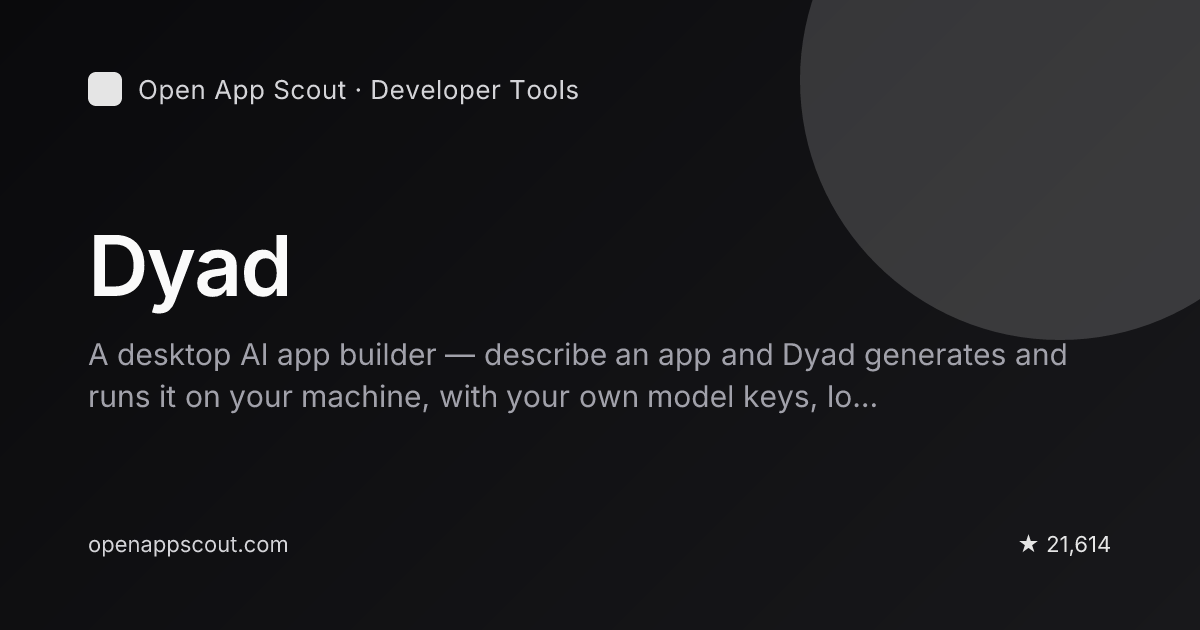 Open App Scout · Developer Tools
Dyad
A desktop AI app builder — describe an app and Dyad generates and
runs it on your machine, with your own model keys, lo…
openappscout.com
★ 21,614